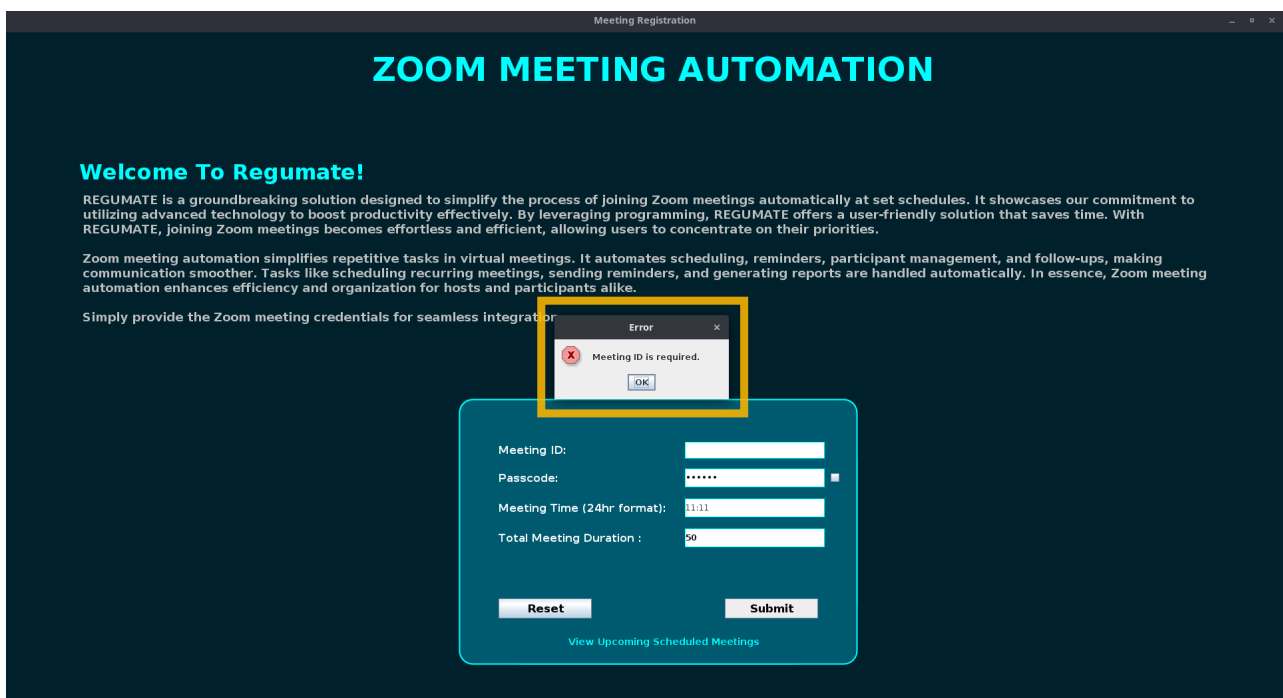 Meeting Registration
ZOOM MEETING AUTOMATION
Welcome To Regumate!
REGUMATE is a groundbreaking solution designed to simplify the process of joining Zoom meetings automatically at set schedules. It showcases our commitment to
utilizing advanced technology to boost productivity effectively. By leveraging programming, REGUMATE offers a user-friendly solution that saves time. With
REGUMATE, joining Zoom meetings becomes effortless and efficient, allowing users to concentrate on their priorities.
Zoom meeting automation simplifies repetitive tasks in virtual meetings. It automates scheduling, reminders, participant management, and follow-ups, making
communication smoother. Tasks like scheduling recurring meetings, sending reminders, and generating reports are handled automatically. In essence, Zoom meeting
automation enhances efficiency and organization for hosts and participants alike.
Simply provide the Zoom meeting credentials for seamless integration
Error
X
Meeting ID is required.
OK
Meeting ID:
Passcode: ••••••
Meeting Time (24hr format): 11:11
Total Meeting Duration : 50
Reset Submit
View Upcoming Scheduled Meetings